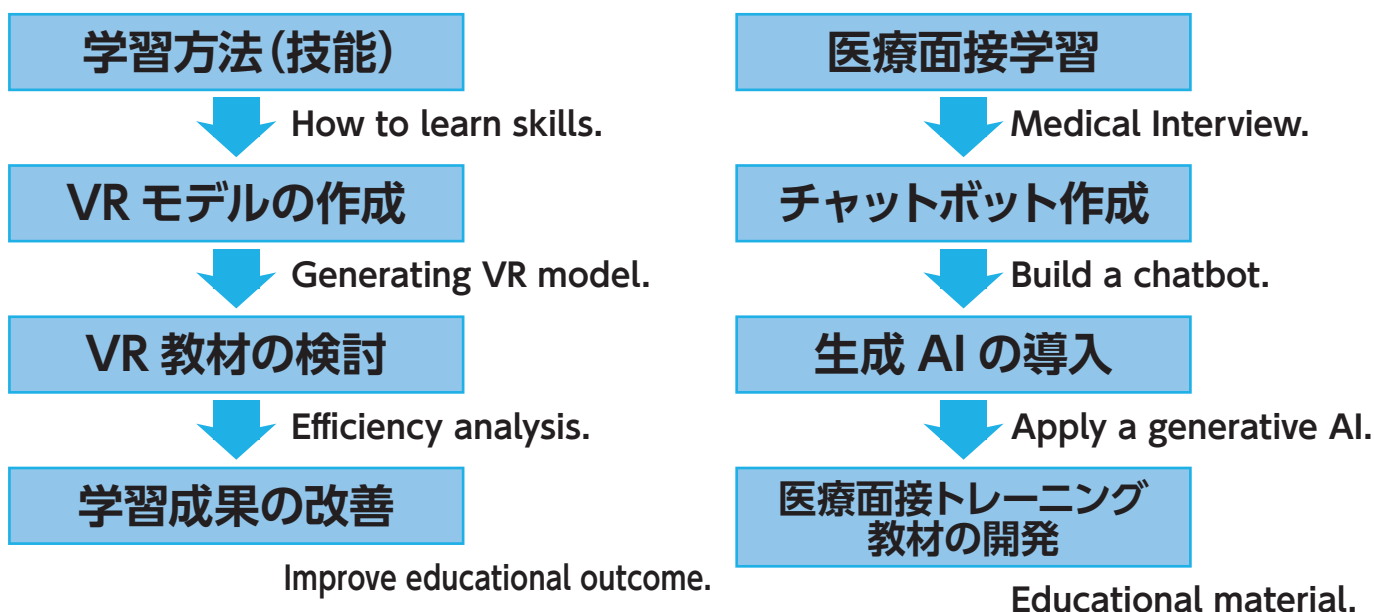 学習方法（技能）
How to learn skills.
VR モデルの作成
Generating VR model.
VR 教材の検討
Efficiency analysis.
学習成果の改善
Improve educational outcome.
医療面接学習
Medical Interview.
チャットボット作成
Build a chatbot.
生成 AI の導入
Apply a generative AI.
医療面接トレーニング
教材の開発
Educational material.